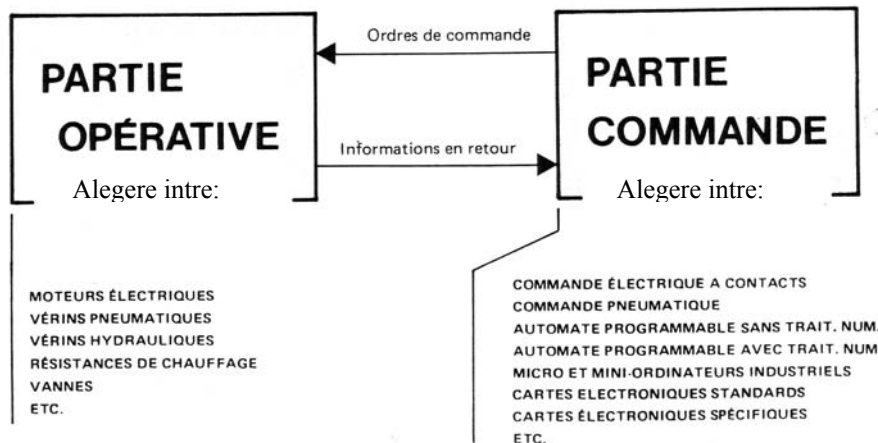 Ordres de commande
PARTIE
OPÉRATIVE
Informations en retour
Alegere intre:
PARTIE
COMMANDE
Alegere intre:
MOTEURS ÉLECTRIQUES
VÉRINS PNEUMATIQUES
VÉRINS HYDRAULIQUES
RÉSISTANCES DE CHAUFFAGE
VANNES
ETC.
COMMANDE ÉLECTRIQUE A CONTACTS
COMMANDE PNEUMATIQUE
AUTOMATE PROGRAMMABLE SANS TRAIT. NUM.
AUTOMATE PROGRAMMABLE AVEC TRAIT. NUM
MICRO ET MINI-ORDINATEURS INDUSTRIELS
CARTES ELECTRONIQUES STANDARDS
CARTES ÉLECTRONIQUES SPÉCIFIQUES
ETC.